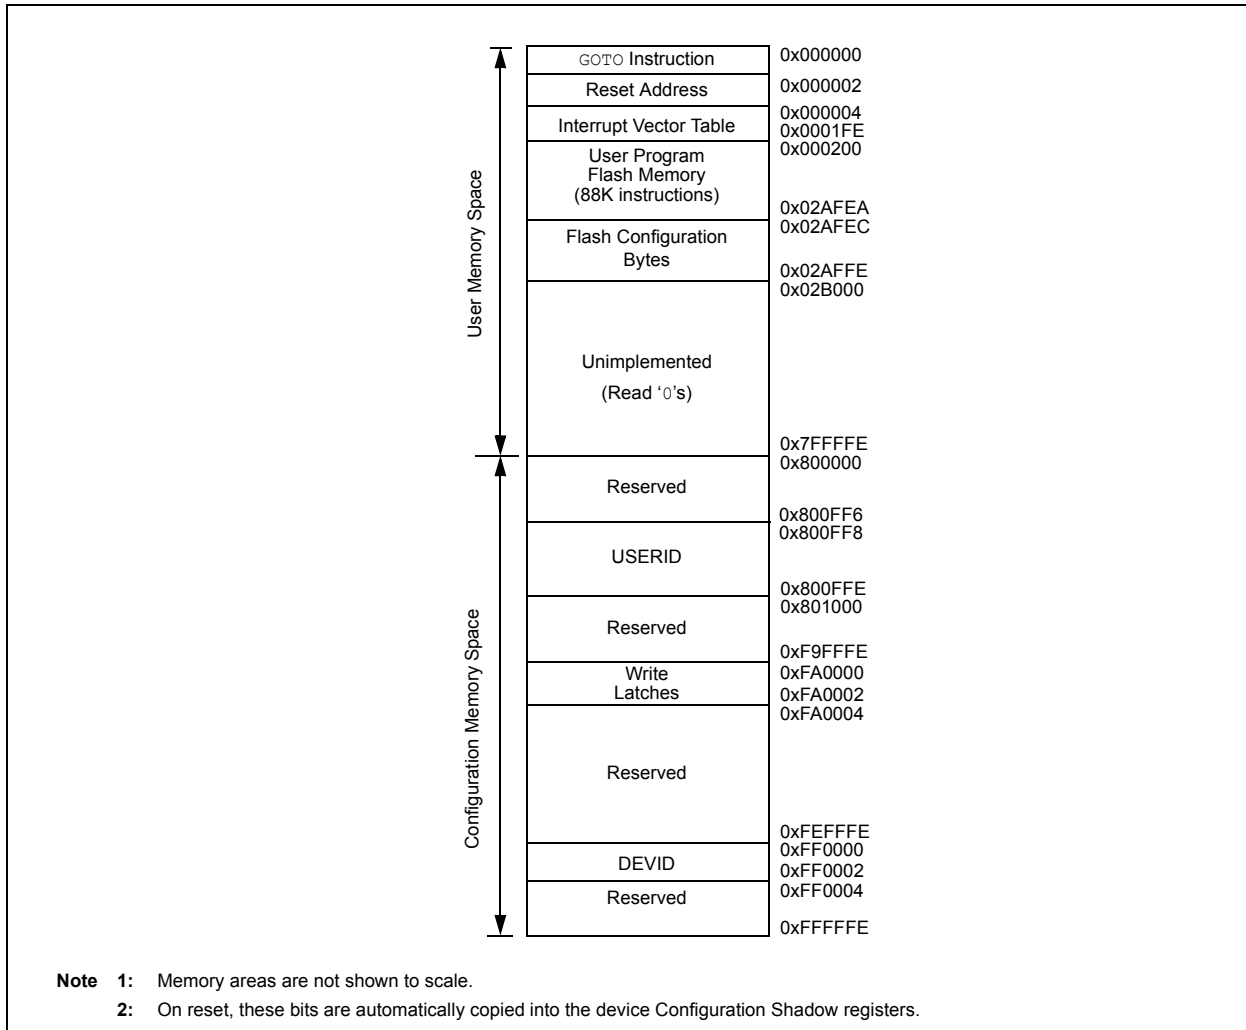 GOTO Instruction 0x000000
Reset Address 0x000002
0x000004
Interrupt Vector Table 0x0001FE
0x000200
User Program
Flash Memory
(88K instructions)
0x02AFEA
0x02AFEC
Flash Configuration
Bytes
0x02AFFE
0x02B000
User Memory Space
Unimplemented
(Read ‘0’s)
0x7FFFFE
0x800000
Reserved
0x800FF6
0x800FF8
USERID
0x800FFE
0x801000
Reserved
0xF9FFFE
Write 0xFA0000
Latches 0xFA0002
0xFA0004
Configuration Memory Space
Reserved
0xFEFFFE
0xFF0000
DEVID
0xFF0002
0xFF0004
Reserved
0xFFFFFE
Note 1: Memory areas are not shown to scale.
2: On reset, these bits are automatically copied into the device Configuration Shadow registers.